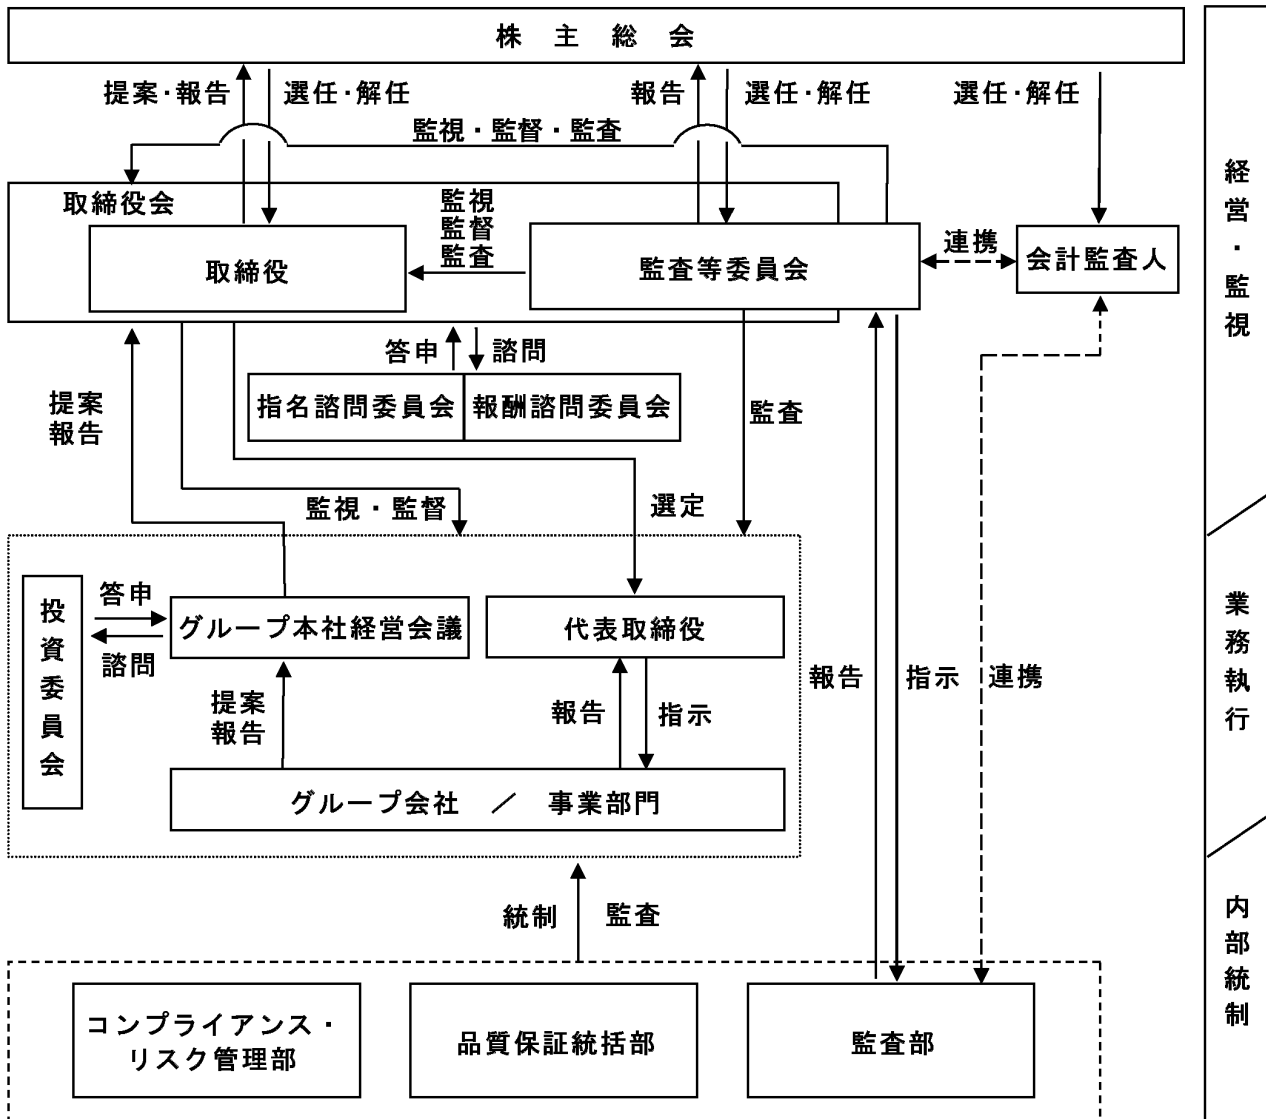 株主総会
提案・報告
選任・解任
報告
選任・解任
選任・解任
監視・監督・監査
取締役会
監視
監督
監査
取締役
監査等委員会
連携
会計監査人
答申
諮問
指名諮問委員会
報酬諮問委員会
監査
提案
報告
監視・監督
選定
投資委員会
答申
諮問
グループ本社経営会議
代表取締役
提案
報告
報告
指示
グループ会社 ／ 事業部門
報告
指示
連携
統制
監査
コンプライアンス・
リスク管理部
品質保証統括部
監査部
経営・監視
業務執行
内部統制